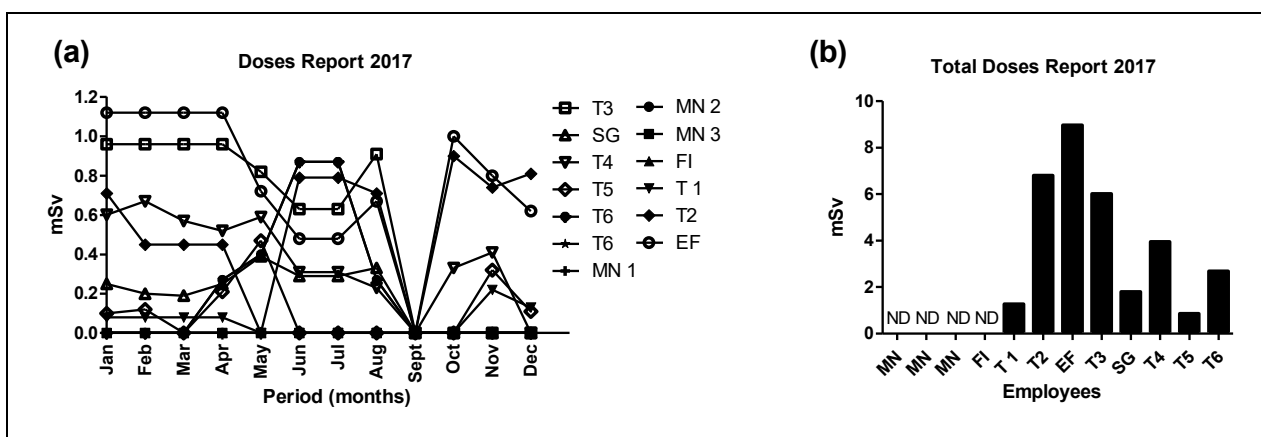 (a)
Doses Report 2017
mSv
1.2
1.0
0.8
0.6
0.4
0.2
0.0
Jan
Feb
Mar
Apr
May
Jun
Jul
Aug
Sept
Oct
Nov
Dec
Period (months)
T3
SG
T4
T5
T6
T6
MN 1
MN 2
MN 3
FI
T 1
T2
EF
(b)
Total Doses Report 2017
mSv
10
8
6
4
2
0
ND ND ND ND
MN
MN
MN
FI
T 1
T2
EF
T3
SG
T4
T5
T6
Employees